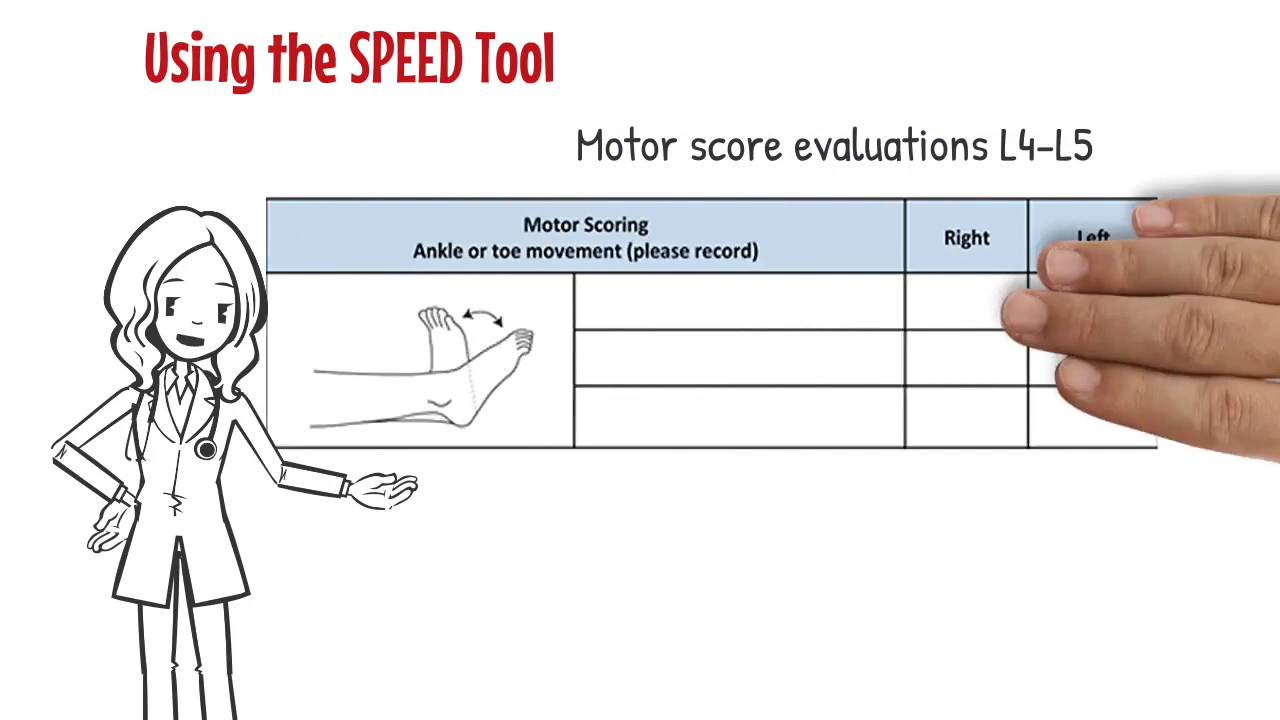 Using the SPEED Tool
Motor score evaluations L4-L5
Motor Scoring
Ankle or toe movement (please record)
Right
Left